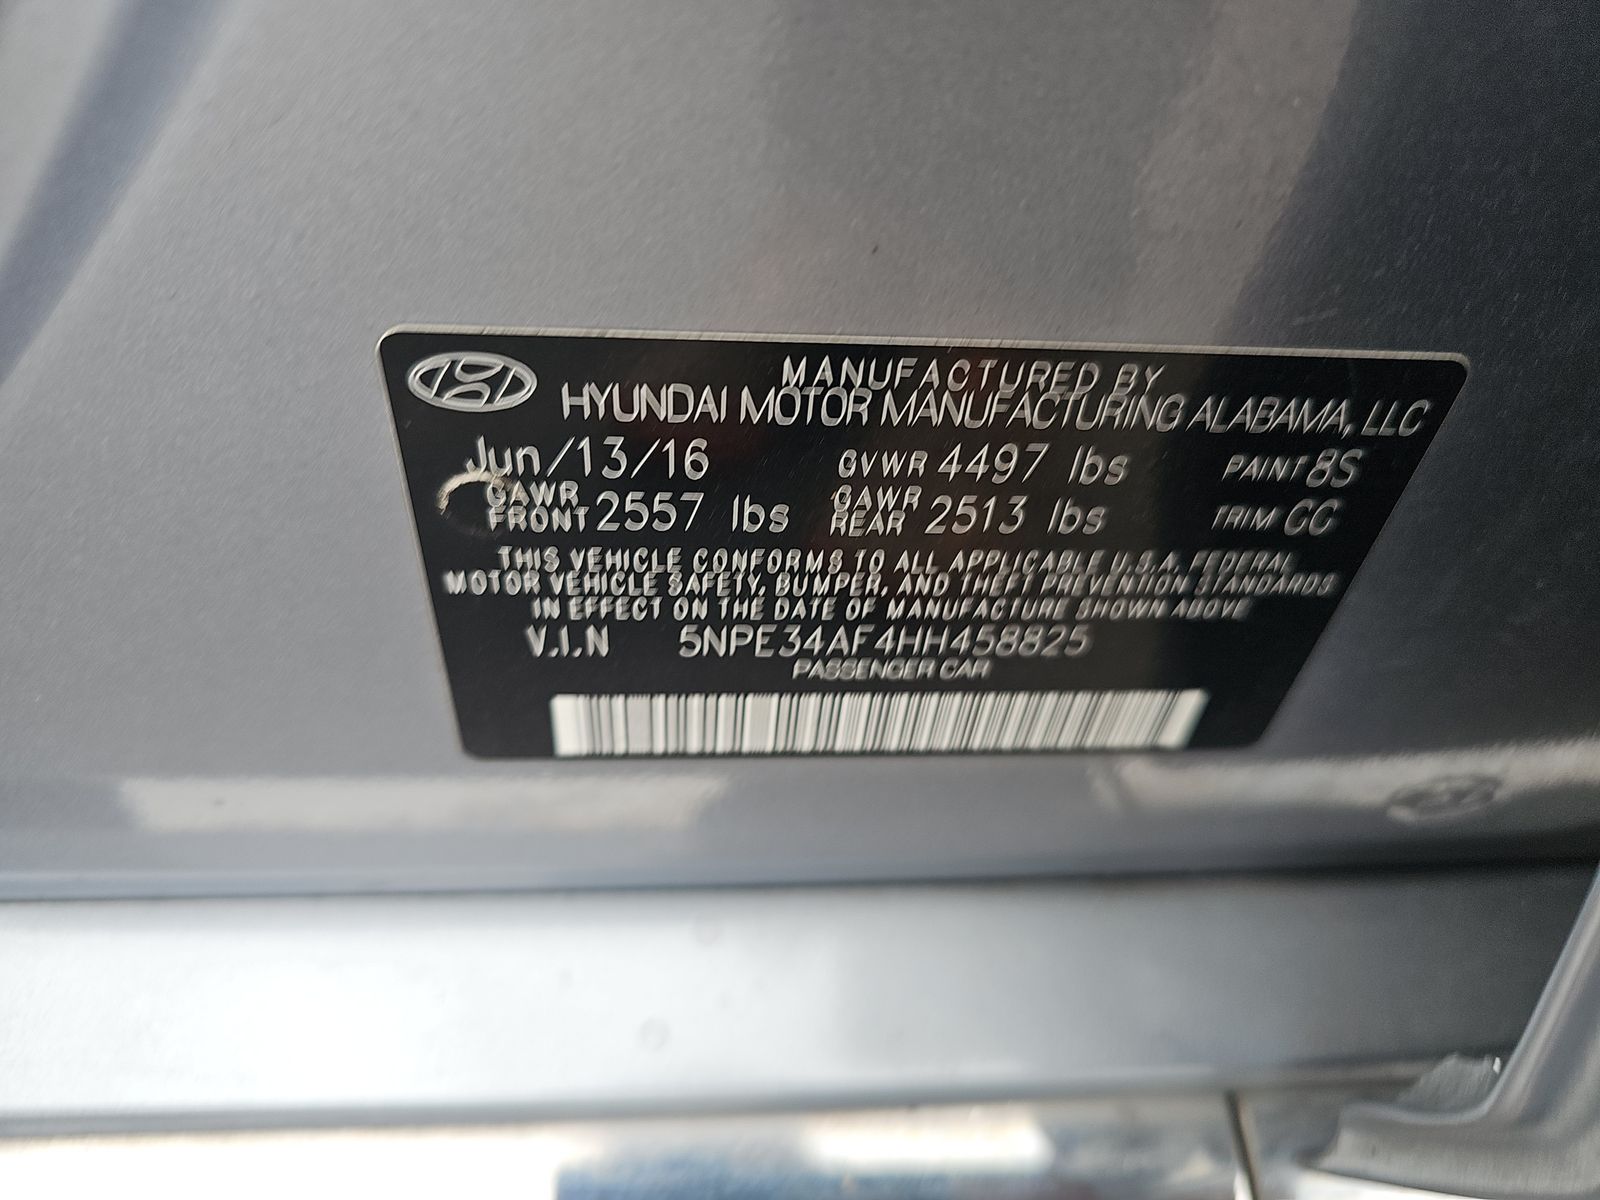 MANUFACTURED BY
HYUNDAI MOTOR MANUFACTURING ALABAMA, LLC
Jun/13/16 GVWR 4497 lbs PAINT 8S
GAWR FRONT 2557 lbs GAWR REAR 2513 lbs TRIM CC
THIS VEHICLE CONFORMS TO ALL APPLICABLE U.S.A. FEDERAL
MOTOR VEHICLE SAFETY, BUMPER, AND THEFT PREVENTION STANDARDS
IN EFFECT ON THE DATE OF MANUFACTURE SHOWN ABOVE
V.I.N 5NPE34AF4HH458825
PASSENGER CAR